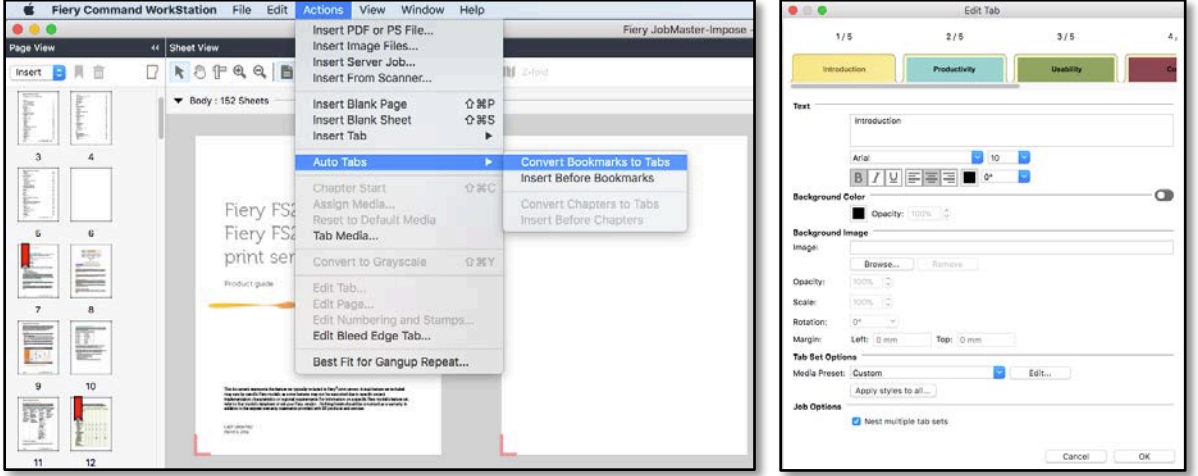 Fiery Command WorkStation File Edit Actions View Window Help
Fiery JobMaster-Impose -
Page View
Sheet View
Insert
Z-fold
Body : 152 Sheets
3 4
5 6
7 8
9 10
11 12
Fiery FS2
Fiery FS2
print ser
Product guide
Insert PDF or PS File...
Insert Image Files...
Insert Server Job...
Insert From Scanner...
Insert Blank Page ⇧⌘P
Insert Blank Sheet ⇧⌘S
Insert Tab
Auto Tabs
Chapter Start ⇧⌘C
Assign Media...
Reset to Default Media
Tab Media...
Convert to Grayscale ⇧⌘Y
Edit Tab...
Edit Page...
Edit Numbering and Stamps...
Edit Bleed Edge Tab...
Best Fit for Gangup Repeat...
Convert Bookmarks to Tabs
Insert Before Bookmarks
Convert Chapters to Tabs
Insert Before Chapters
Edit Tab
1/5 2/5 3/5 4,
Introduction Productivity Usability Co
Text
Introduction
Arial 10
B I U 0°
Background Color
Opacity: 100%
Background Image
Image:
Browse... Remove
Opacity: 100%
Scale: 100%
Rotation: 0°
Margin: Left: 0 mm Top: 0 mm
Tab Set Options
Media Preset: Custom Edit...
Apply styles to all...
Job Options
Nest multiple tab sets
Cancel OK